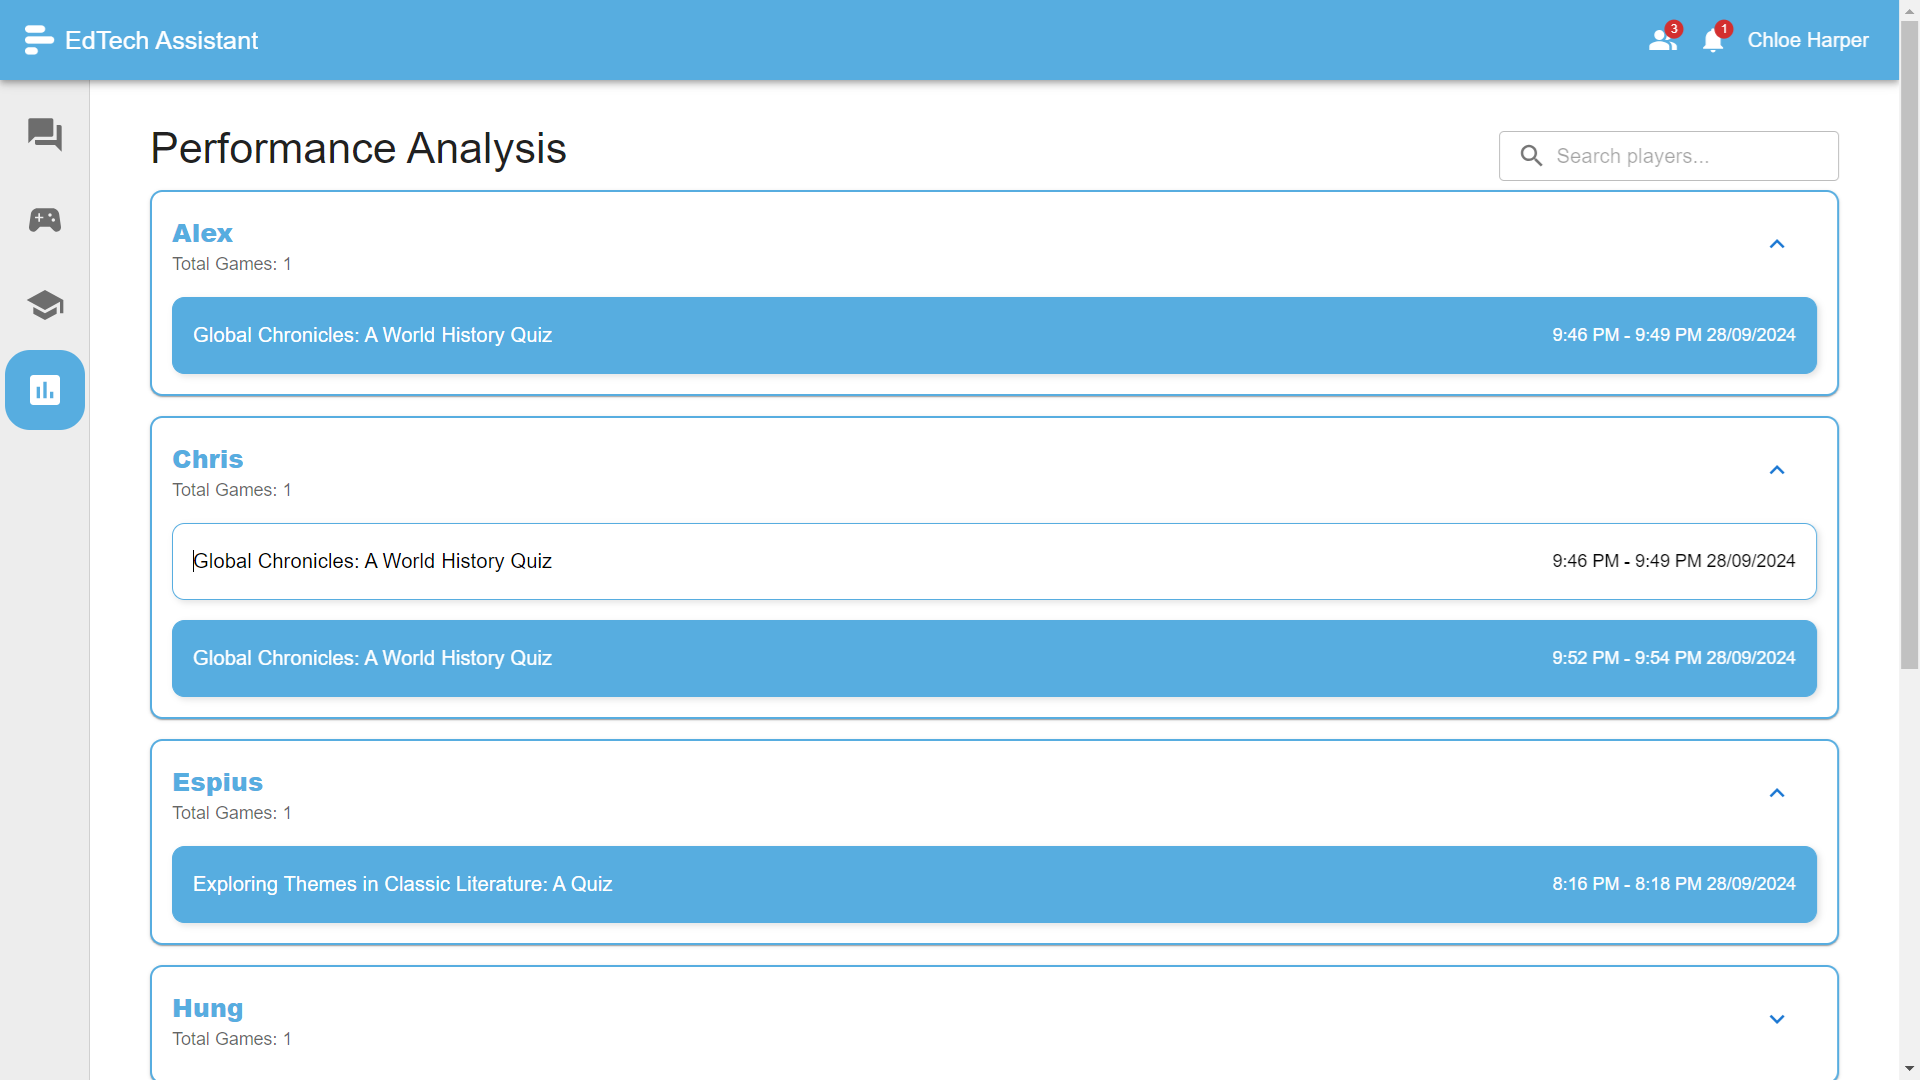 EdTech Assistant
3
1
Chloe Harper
Performance Analysis
Search players...
Alex
Total Games: 1
Global Chronicles: A World History Quiz
9:46 PM - 9:49 PM 28/09/2024
Chris
Total Games: 1
Global Chronicles: A World History Quiz
9:46 PM - 9:49 PM 28/09/2024
Global Chronicles: A World History Quiz
9:52 PM - 9:54 PM 28/09/2024
Espius
Total Games: 1
Exploring Themes in Classic Literature: A Quiz
8:16 PM - 8:18 PM 28/09/2024
Hung
Total Games: 1